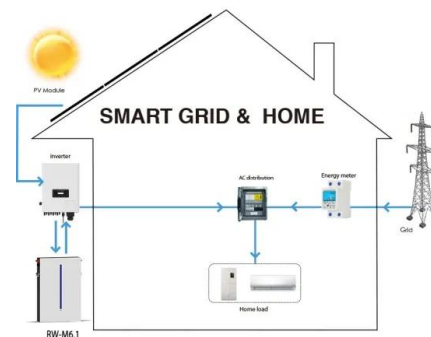 PV Module
SMART GRID & HOME
inverter
AC distribution
Energy meter
Grid
Home load
RW-M6.1